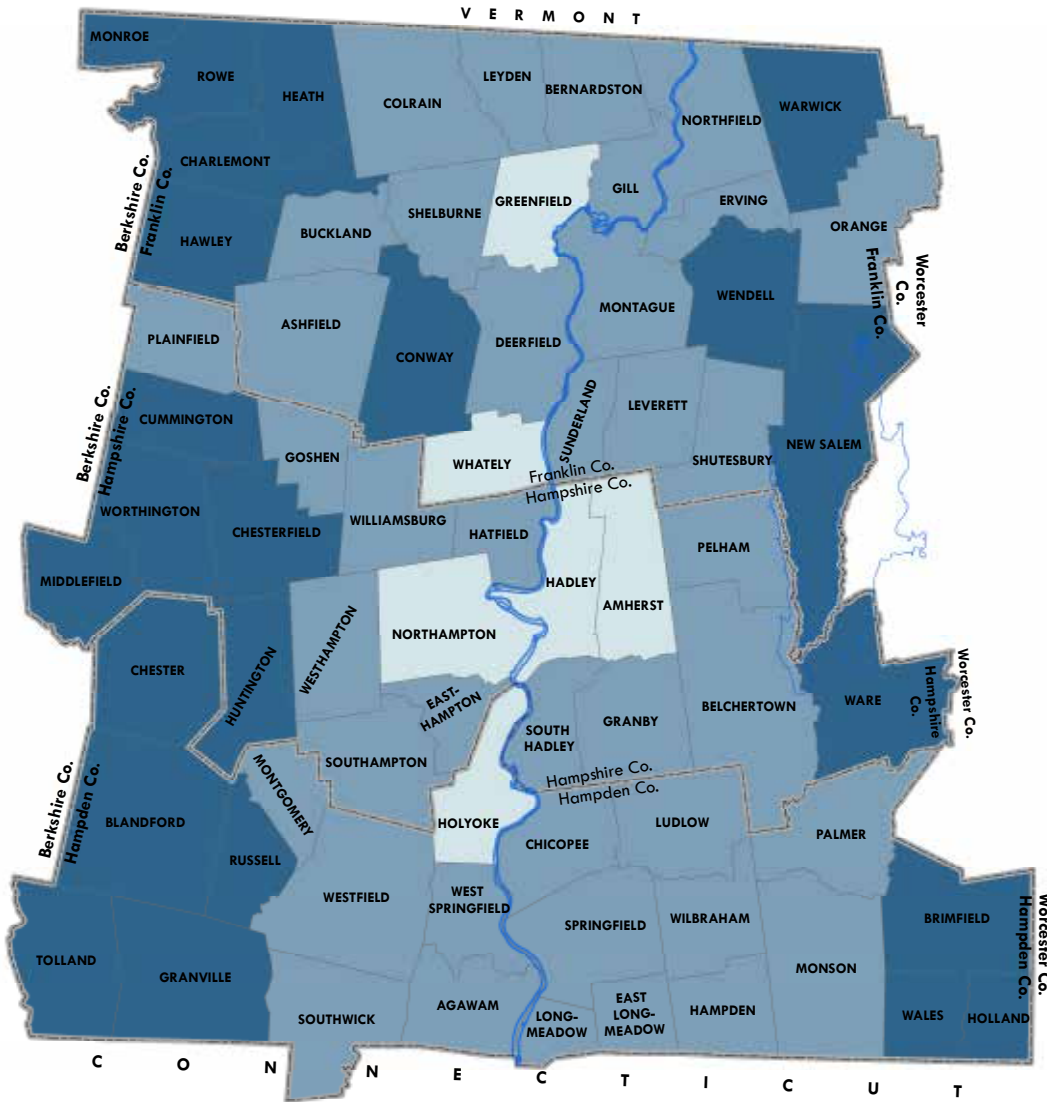 VERMONT
MONROE
ROWE
HEATH
COLRAIN
LEYDEN
BERNARDSTON
NORTHFIELD
WARWICK
CHARLEMONT
Berkshire Co.
Franklin Co.
HAWLEY
BUCKLAND
SHELBURNE
GREENFIELD
GILL
ERVING
ORANGE
Franklin Co.
Worcester
Co.
PLAINFIELD
ASHFIELD
CONWAY
DEERFIELD
MONTAGUE
WENDELL
Berkshire Co.
Hampshire Co.
CUMMINGTON
GOSHEN
WHATELY
SUNDERLAND
LEVERETT
SHUTESBURY
NEW SALEM
Franklin Co.
Hampshire Co.
WORTHINGTON
CHESTERFIELD
WILLIAMSBURG
HATFIELD
PELHAM
MIDDLEFIELD
HADLEY
AMHERST
NORTHAMPTON
WESTHAMPTON
CHESTER
HUNTINGTON
EAST-
HAMPTON
SOUTH
HADLEY
GRANBY
BELCHERTOWN
WARE
Hampshire
Co.
Worcester Co.
SOUTHAMPTON
Hampshire Co.
Hampden Co.
Berkshire Co.
Hampden Co.
MONTGOMERY
BLANDFORD
RUSSELL
HOLYOKE
CHICOPEE
LUDLOW
PALMER
WESTFIELD
WEST
SPRINGFIELD
SPRINGFIELD
WILBRAHAM
BRIMFIELD
Hampden Co.
Worcester Co.
TOLLAND
GRANVILLE
MONSON
SOUTHWICK
AGAWAM
LONG-
MEADOW
EAST
LONG-
MEADOW
HAMPDEN
WALES
HOLLAND
CONNECTICUT